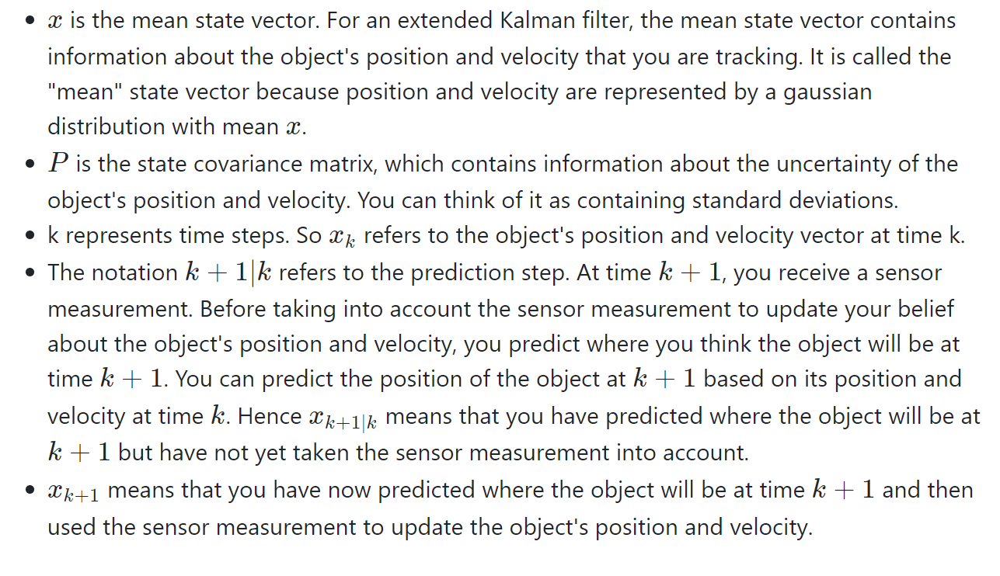 • x is the mean state vector. For an extended Kalman filter, the mean state vector contains
information about the object's position and velocity that you are tracking. It is called the
"mean" state vector because position and velocity are represented by a gaussian
distribution with mean x.
• P is the state covariance matrix, which contains information about the uncertainty of the
object's position and velocity. You can think of it as containing standard deviations.
• k represents time steps. So x_k refers to the object's position and velocity vector at time k.
• The notation k + 1|k refers to the prediction step. At time k + 1, you receive a sensor
measurement. Before taking into account the sensor measurement to update your belief
about the object's position and velocity, you predict where you think the object will be at
time k + 1. You can predict the position of the object at k + 1 based on its position and
velocity at time k. Hence x_{k+1|k} means that you have predicted where the object will be at
k + 1 but have not yet taken the sensor measurement into account.
• x_{k+1} means that you have now predicted where the object will be at time k + 1 and then
used the sensor measurement to update the object's position and velocity.